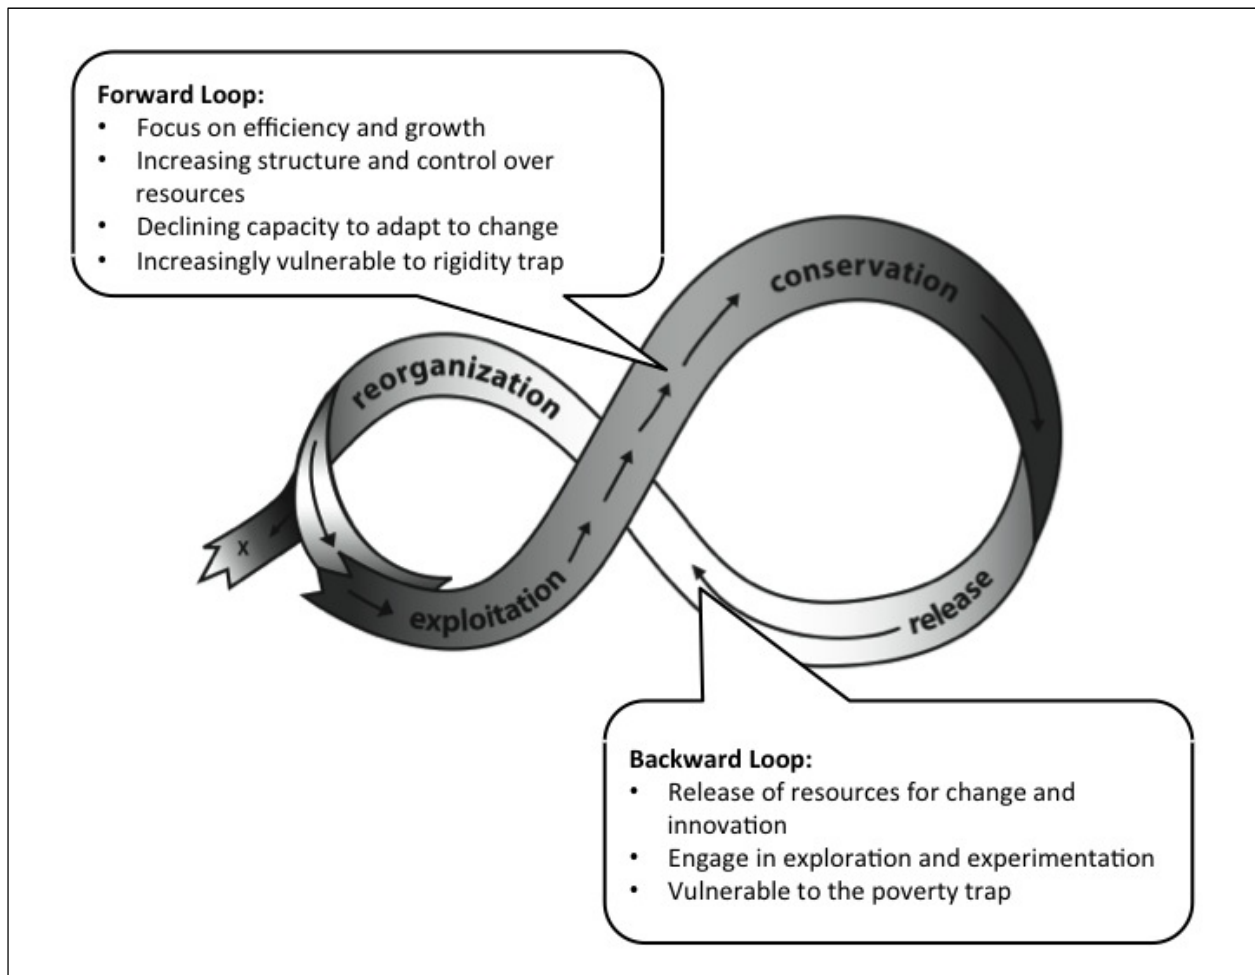 Forward Loop:
• Focus on efficiency and growth
• Increasing structure and control over
resources
• Declining capacity to adapt to change
• Increasingly vulnerable to rigidity trap
conservation
reorganization
x
exploitation
release
Backward Loop:
• Release of resources for change and
innovation
• Engage in exploration and experimentation
• Vulnerable to the poverty trap